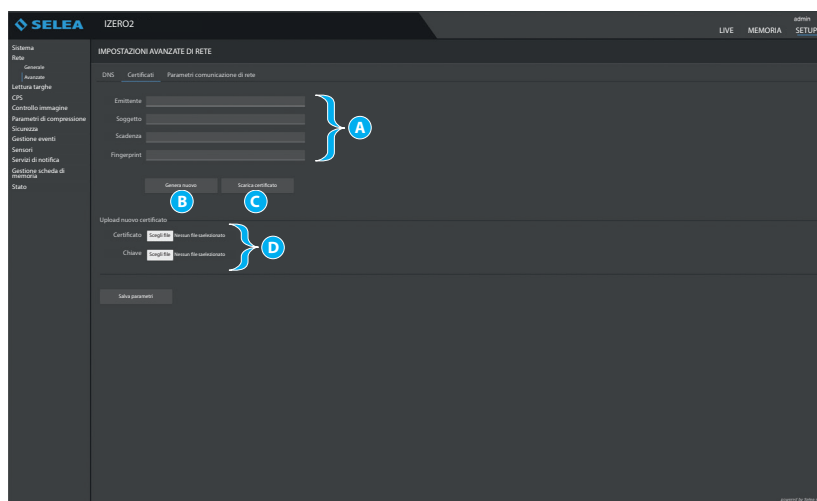 SELEA
IZERO2
admin
LIVE MEMORIA SETUP
Sistema
Rete
Generale
Avanzate
Lettura targhe
CPS
Controllo immagine
Parametri di compressione
Sicurezza
Gestione eventi
Sensori
Servizi di notifica
Gestione scheda di
memoria
Stato
IMPOSTAZIONI AVANZATE DI RETE
DNS Certificati Parametri comunicazione di rete
Emittente
Soggetto
Scadenza
Fingerprint
A
Genera nuovo Scarica certificato
B C
Upload nuovo certificato
Certificato Scegli file Nessun file selezionato
Chiave Scegli file Nessun file selezionato
D
Salva parametri
powered by Selea